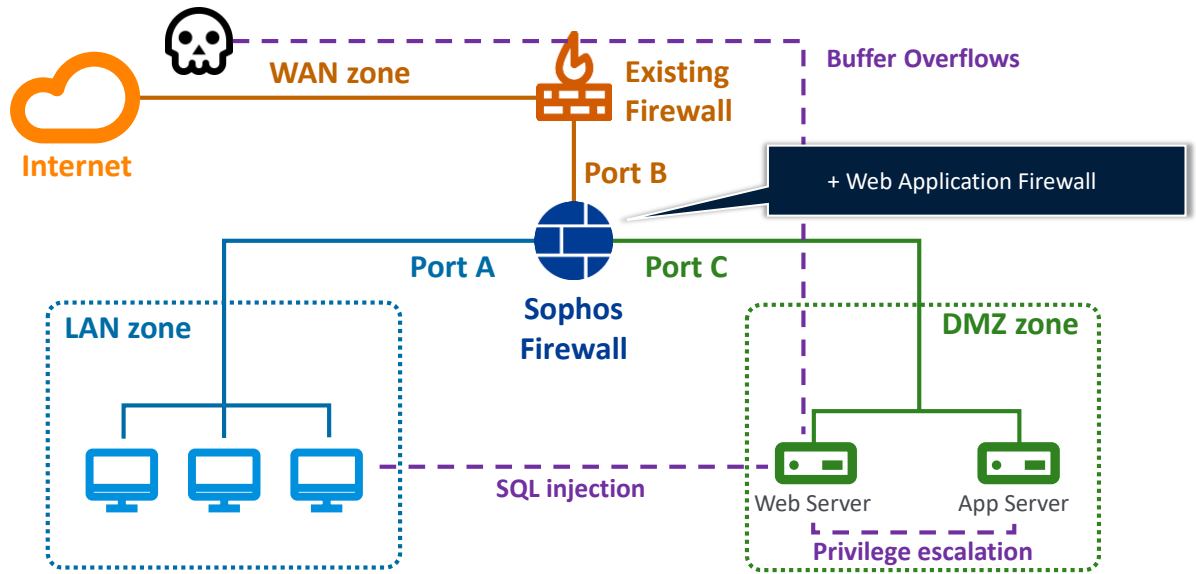 WAN zone
Existing
Firewall
Buffer Overflows
Internet
Port B
+ Web Application Firewall
Port A
Port C
Sophos
Firewall
LAN zone
DMZ zone
SQL injection
Web Server
App Server
Privilege escalation